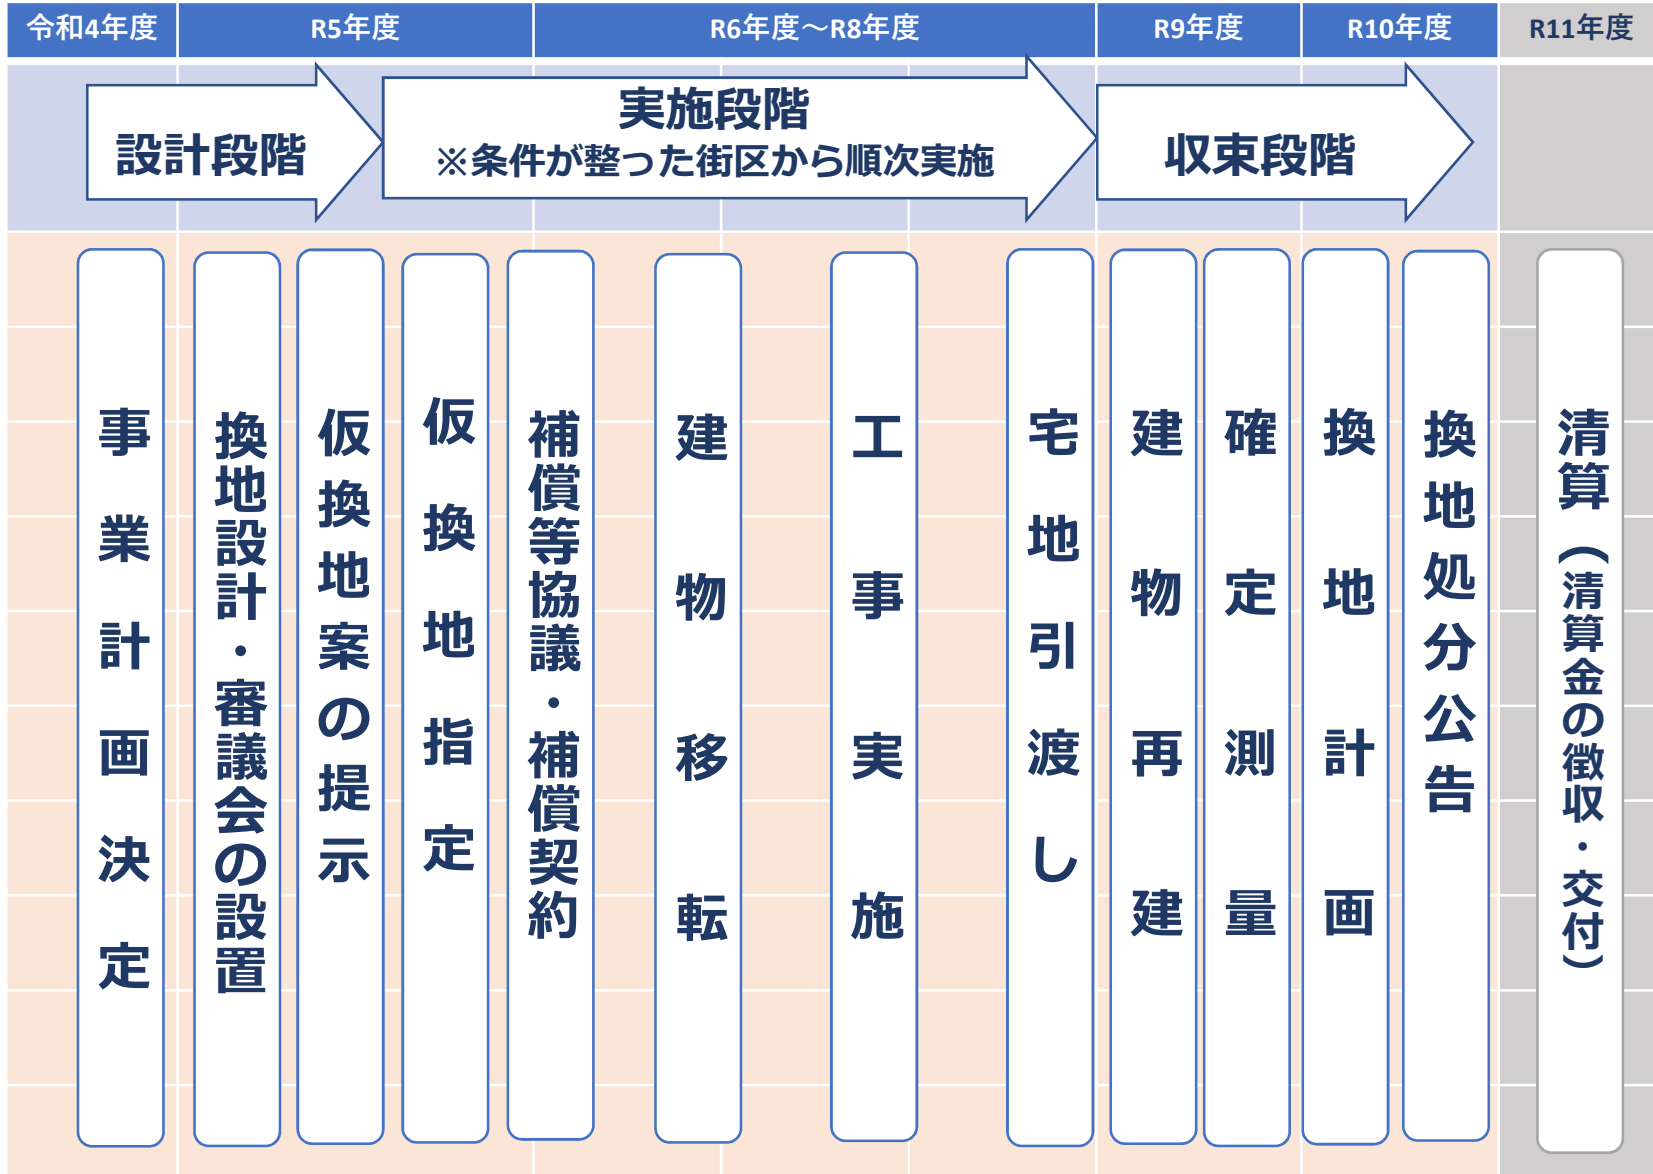 令和4年度
R5年度
R6年度～R8年度
R9年度
R10年度
R11年度
設計段階
実施段階
※条件が整った街区から順次実施
収束段階
事業計画決定
換地設計・審議会の設置
仮換地案の提示
仮換地指定
補償等協議・補償契約
建物移転
工事実施
宅地引渡し
建物再建
確定測量
換地計画
換地処分公告
清算（清算金の徴収・交付）